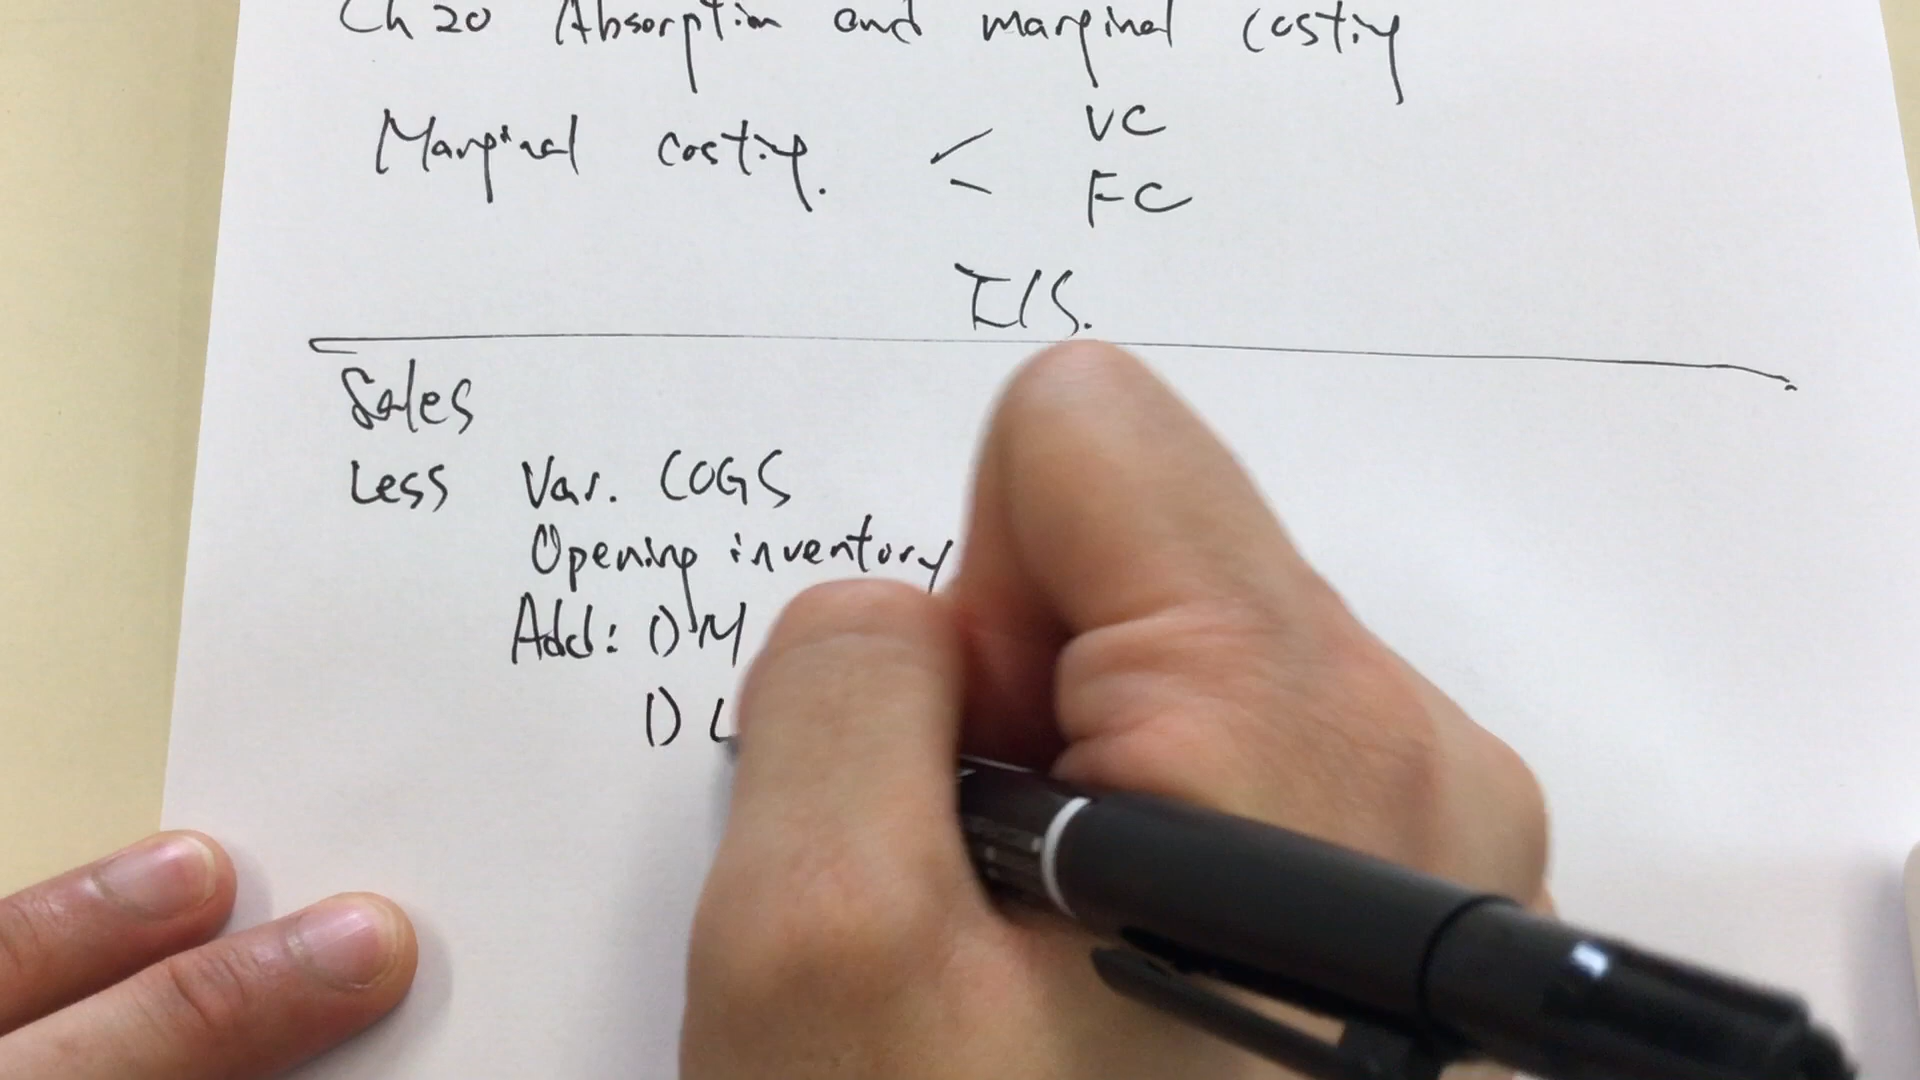 Ch 20 Absorption and marginal costing
Marginal costing.
VC
FC
I/S.
Sales
Less Var. COGS
Opening inventory
Add: DM
DL